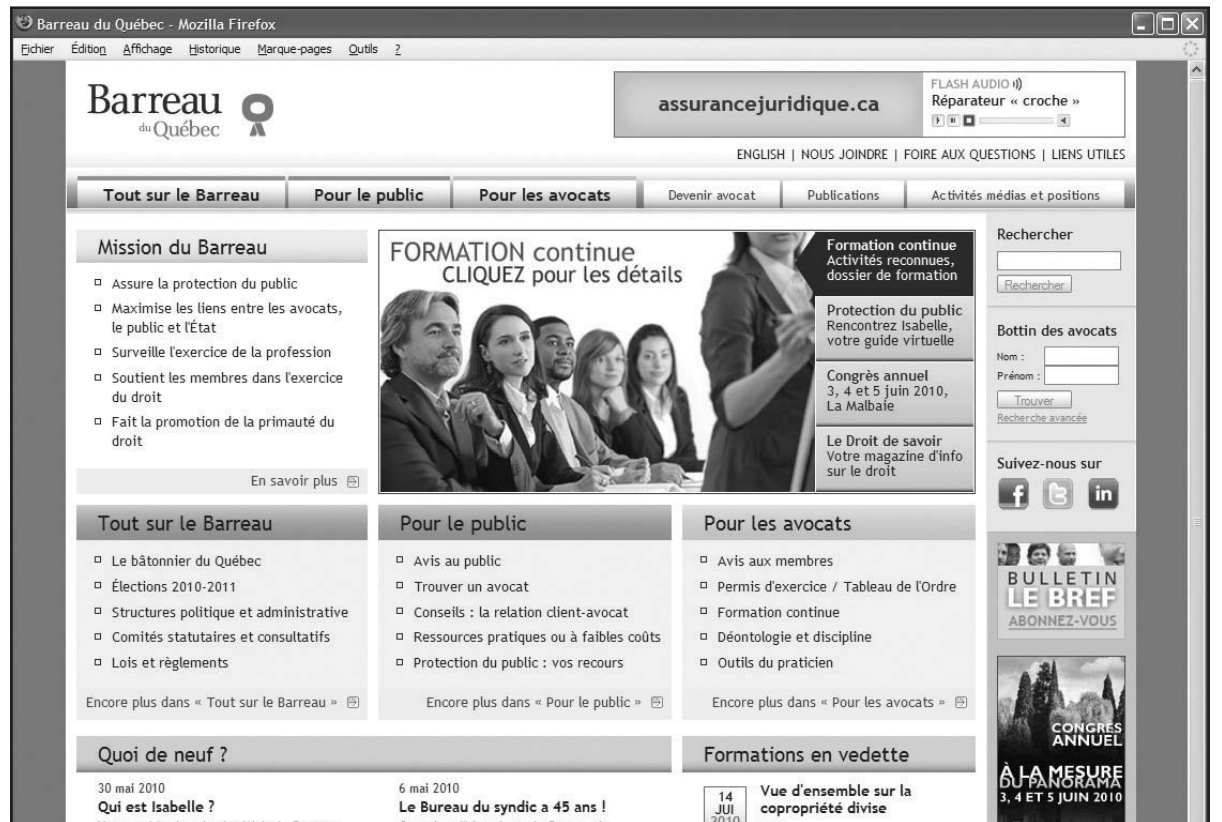 Barreau du Québec - Mozilla Firefox
Fichier Édition Affichage Historique Marque-pages Outils ?
Barreau
du Québec
assurancejuridique.ca
FLASH AUDIO
Réparateur « croche »
ENGLISH | NOUS JOINDRE | FOIRE AUX QUESTIONS | LIENS UTILES
Tout sur le Barreau
Pour le public
Pour les avocats
Devenir avocat
Publications
Activités médias et positions
Mission du Barreau
Assure la protection du public
Maximise les liens entre les avocats,
le public et l'État
Surveille l'exercice de la profession
Soutient les membres dans l'exercice
du droit
Fait la promotion de la primauté du
droit
En savoir plus
FORMATION continue
CLIQUEZ pour les détails
Formation continue
Activités reconnues,
dossier de formation
Protection du public
Rencontrez Isabelle,
votre guide virtuelle
Congrès annuel
3, 4 et 5 juin 2010,
La Malbaie
Le Droit de savoir
Votre magazine d'info
sur le droit
Rechercher
Rechercher
Bottin des avocats
Nom :
Prénom :
Trouver
Recherche avancée
Suivez-nous sur
f t in
BULLETIN
LE BREF
ABONNEZ-VOUS
CONGRÈS
ANNUEL
À LA MESURE
DU PANORAMA
3, 4 ET 5 JUIN 2010
Tout sur le Barreau
Le bâtonnier du Québec
Élections 2010-2011
Structures politique et administrative
Comités statutaires et consultatifs
Lois et règlements
Encore plus dans « Tout sur le Barreau »
Pour le public
Avis au public
Trouver un avocat
Conseils : la relation client-avocat
Ressources pratiques ou à faibles coûts
Protection du public : vos recours
Encore plus dans « Pour le public »
Pour les avocats
Avis aux membres
Permis d'exercice / Tableau de l'Ordre
Formation continue
Déontologie et discipline
Outils du praticien
Encore plus dans « Pour les avocats »
Quoi de neuf ?
30 mai 2010
Qui est Isabelle ?
6 mai 2010
Le Bureau du syndic a 45 ans !
Formations en vedette
14
JUI
2010
Vue d'ensemble sur la
copropriété divise